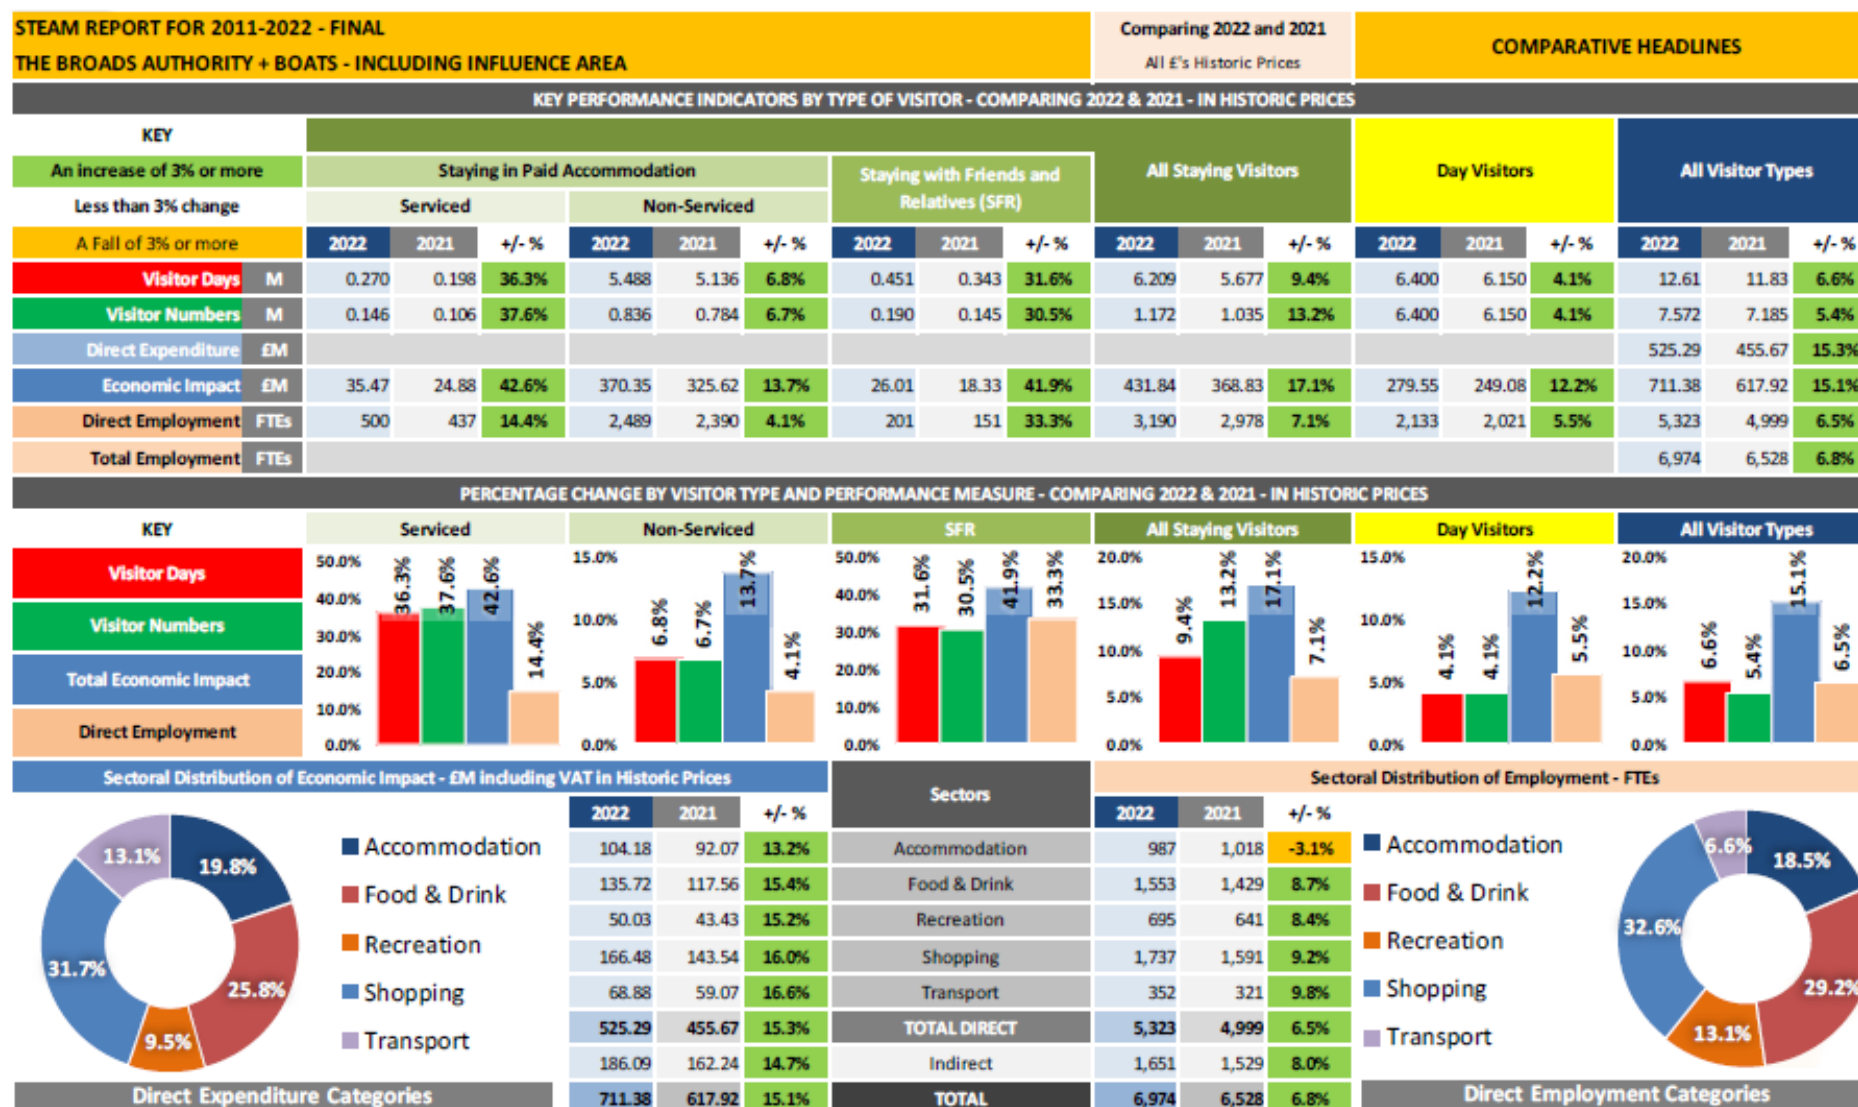 STEAM REPORT FOR 2011-2022 - FINAL
THE BROADS AUTHORITY + BOATS - INCLUDING INFLUENCE AREA
Comparing 2022 and 2021
All £'s Historic Prices
COMPARATIVE HEADLINES
KEY PERFORMANCE INDICATORS BY TYPE OF VISITOR - COMPARING 2022 & 2021 - IN HISTORIC PRICES
KEY
An increase of 3% or more
Less than 3% change
A Fall of 3% or more
Staying in Paid Accommodation
Serviced Non-Serviced
Staying with Friends and
Relatives (SFR)
All Staying Visitors
Day Visitors
All Visitor Types
2022 2021 +/- % 2022 2021 +/- % 2022 2021 +/- % 2022 2021 +/- % 2022 2021 +/- % 2022 2021 +/- %
Visitor Days M 0.270 0.198 36.3% 5.488 5.136 6.8% 0.451 0.343 31.6% 6.209 5.677 9.4% 6.400 6.150 4.1% 12.61 11.83 6.6%
Visitor Numbers M 0.146 0.106 37.6% 0.836 0.784 6.7% 0.190 0.145 30.5% 1.172 1.035 13.2% 6.400 6.150 4.1% 7.572 7.185 5.4%
Direct Expenditure £M 525.29 455.67 15.3%
Economic Impact £M 35.47 24.88 42.6% 370.35 325.62 13.7% 26.01 18.33 41.9% 431.84 368.83 17.1% 279.55 249.08 12.2% 711.38 617.92 15.1%
Direct Employment FTEs 500 437 14.4% 2,489 2,390 4.1% 201 151 33.3% 3,190 2,978 7.1% 2,133 2,021 5.5% 5,323 4,999 6.5%
Total Employment FTEs 6,974 6,528 6.8%
PERCENTAGE CHANGE BY VISITOR TYPE AND PERFORMANCE MEASURE - COMPARING 2022 & 2021 - IN HISTORIC PRICES
KEY
Visitor Days
Visitor Numbers
Total Economic Impact
Direct Employment
Serviced
50.0%
40.0%
30.0%
20.0%
10.0%
0.0%
36.3% 37.6% 42.6% 14.4%
Non-Serviced
15.0%
10.0%
5.0%
0.0%
6.8% 6.7% 13.7% 4.1%
SFR
50.0%
40.0%
30.0%
20.0%
10.0%
0.0%
31.6% 30.5% 41.9% 33.3%
All Staying Visitors
20.0%
15.0%
10.0%
5.0%
0.0%
9.4% 13.2% 17.1% 7.1%
Day Visitors
15.0%
10.0%
5.0%
0.0%
4.1% 4.1% 12.2% 5.5%
All Visitor Types
20.0%
15.0%
10.0%
5.0%
0.0%
6.6% 5.4% 15.1% 6.5%
Sectoral Distribution of Economic Impact - £M including VAT in Historic Prices
Sectors
Sectoral Distribution of Employment - FTEs
13.1%
19.8%
31.7%
25.8%
9.5%
Accommodation
Food & Drink
Recreation
Shopping
Transport
Direct Expenditure Categories
2022 2021 +/- % 2022 2021 +/- %
104.18 92.07 13.2% Accommodation 987 1,018 -3.1%
135.72 117.56 15.4% Food & Drink 1,553 1,429 8.7%
50.03 43.43 15.2% Recreation 695 641 8.4%
166.48 143.54 16.0% Shopping 1,737 1,591 9.2%
68.88 59.07 16.6% Transport 352 321 9.8%
525.29 455.67 15.3% TOTAL DIRECT 5,323 4,999 6.5%
186.09 162.24 14.7% Indirect 1,651 1,529 8.0%
711.38 617.92 15.1% TOTAL 6,974 6,528 6.8%
Accommodation
Food & Drink
Recreation
Shopping
Transport
6.6%
18.5%
32.6%
29.2%
13.1%
Direct Employment Categories